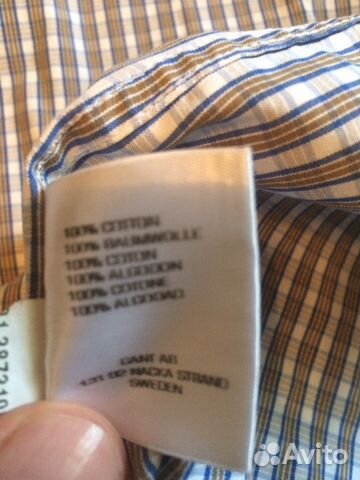 100% COTTON
100% BAUMWOLLE
100% COTON
100% ALGODON
100% COTONE
100% ALGODAO
GANT AB
131 52 NACKA STRAND
SWEDEN
Avito